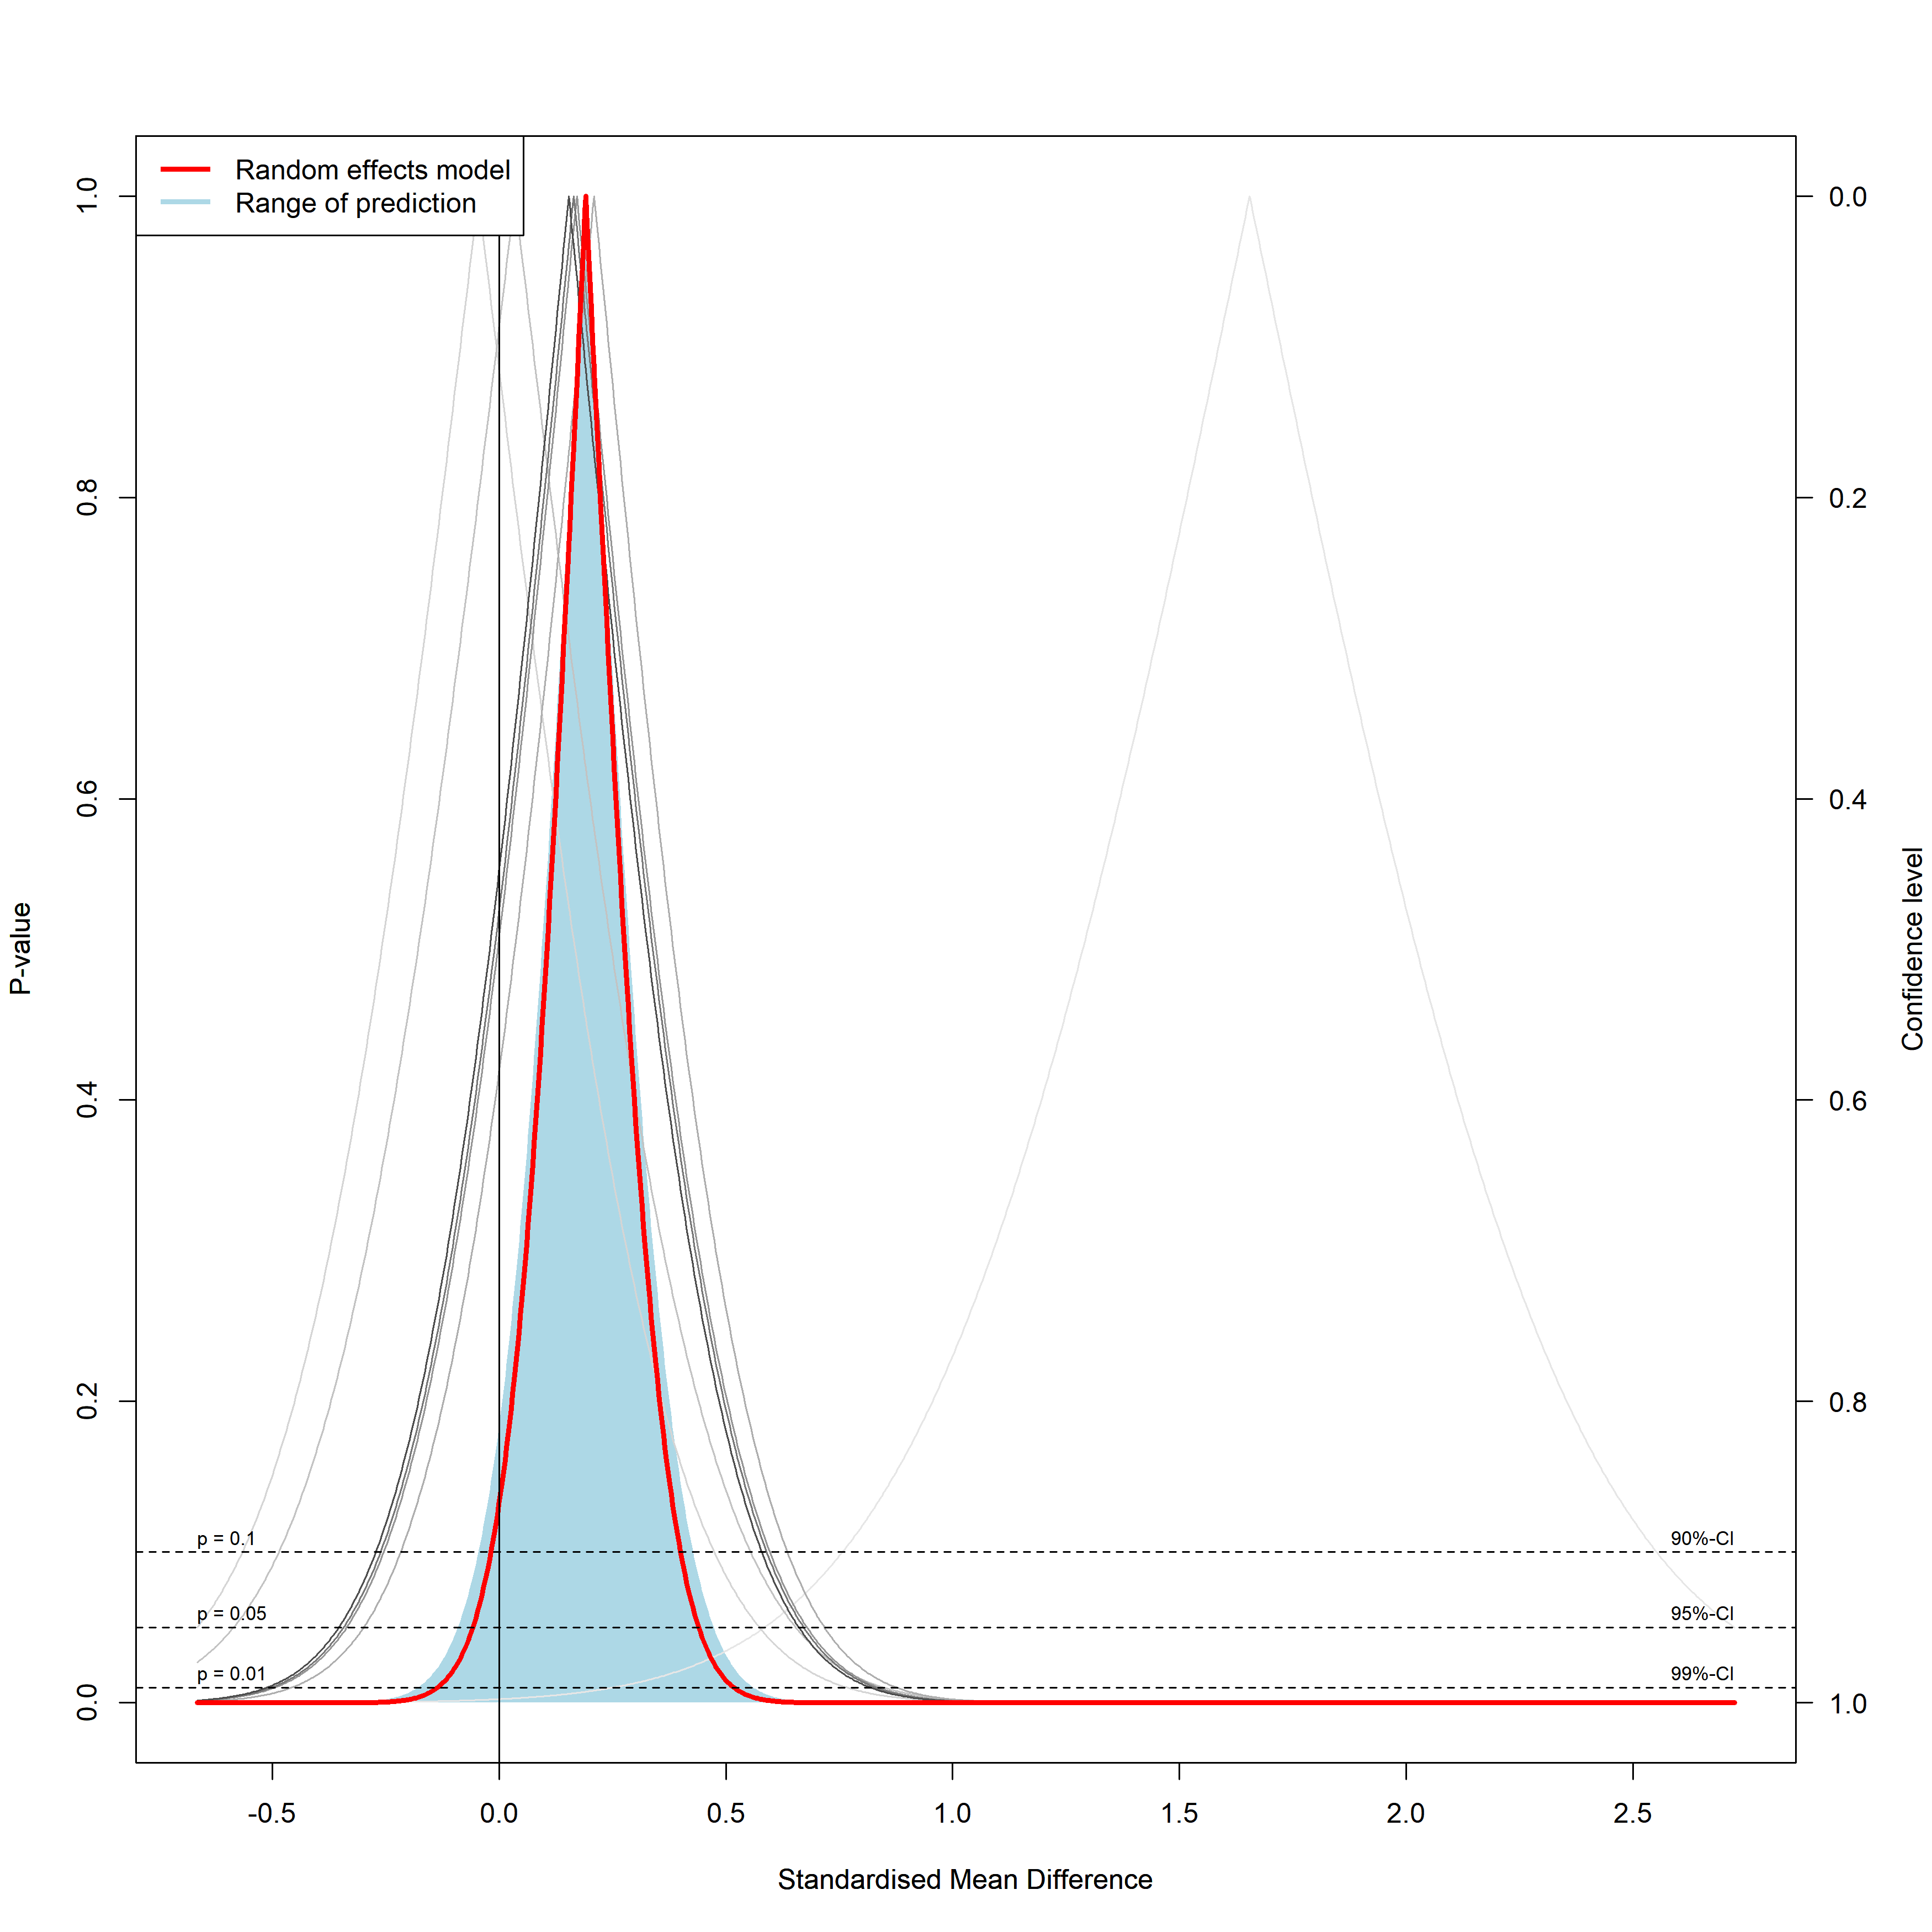 Random effects model
Range of prediction
1.0
0.8
0.6
0.4
0.2
0.0
P-value
0.0
0.2
0.4
0.6
0.8
1.0
Confidence level
p = 0.1
90%-CI
p = 0.05
95%-CI
p = 0.01
99%-CI
-0.5
0.0
0.5
1.0
1.5
2.0
2.5
Standardised Mean Difference